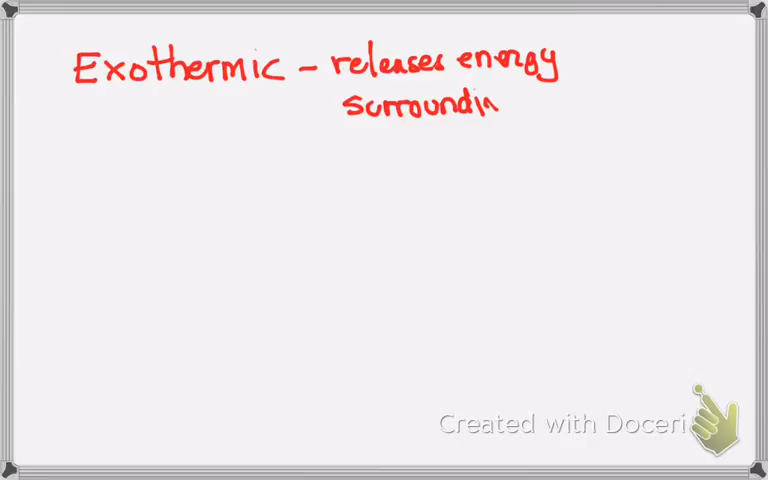 Exothermic – releases energy
surroundin
Created with Doceri